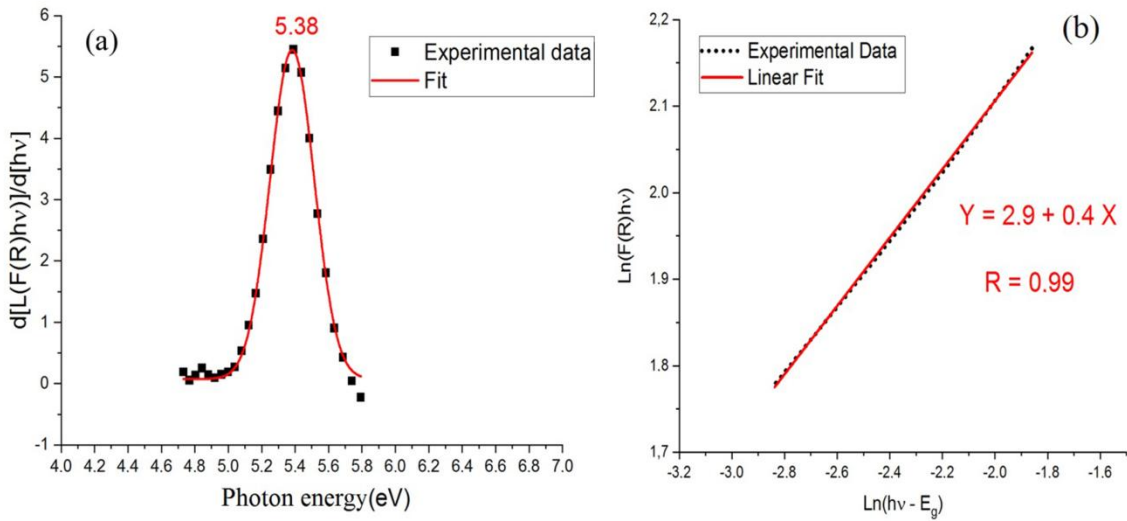 (a)
5.38
Experimental data
Fit
d[L(F(R)hν)]/d[hν]
6
5
4
3
2
1
0
-1
4.0 4.2 4.4 4.6 4.8 5.0 5.2 5.4 5.6 5.8 6.0 6.2 6.4 6.6 6.8 7.0
Photon energy(eV)
(b)
Experimental Data
Linear Fit
Ln(F(R)hν)
2,2
2,1
2.0
1.9
1.8
1,7
Y = 2.9 + 0.4 X
R = 0.99
-3.2 -3.0 -2.8 -2.6 -2.4 -2.2 -2.0 -1.8 -1.6
Ln(hν - Eg)